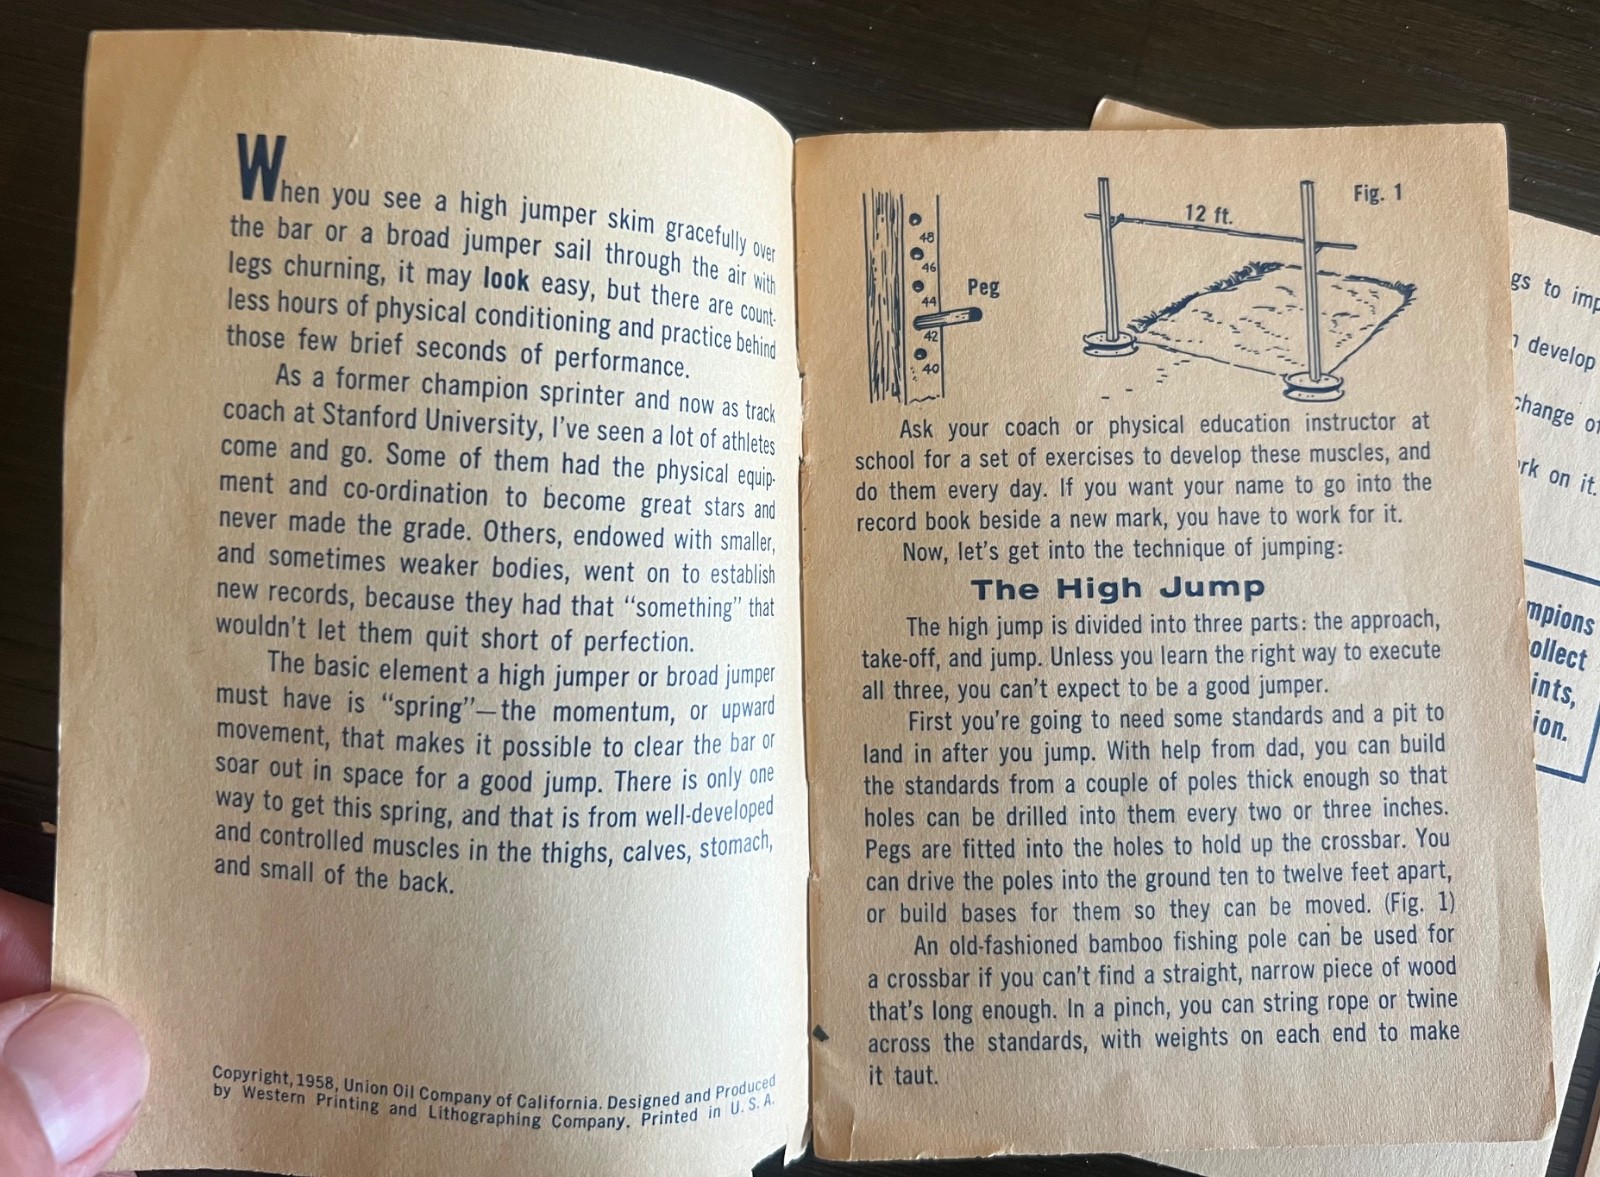 When you see a high jumper skim gracefully over
the bar or a broad jumper sail through the air with
legs churning, it may look easy, but there are count-
less hours of physical conditioning and practice behind
those few brief seconds of performance.
As a former champion sprinter and now as track
coach at Stanford University, I've seen a lot of athletes
come and go. Some of them had the physical equip-
ment and co-ordination to become great stars and
never made the grade. Others, endowed with smaller,
and sometimes weaker bodies, went on to establish
new records, because they had that "something" that
wouldn't let them quit short of perfection.
The basic element a high jumper or broad jumper
must have is "spring"—the momentum, or upward
movement, that makes it possible to clear the bar or
soar out in space for a good jump. There is only one
way to get this spring, and that is from well-developed
and controlled muscles in the thighs, calves, stomach,
and small of the back.
Copyright, 1958, Union Oil Company of California. Designed and Produced
by Western Printing and Lithographing Company. Printed in U. S. A.
Fig. 1
12 ft.
48
46
44
42
40
Peg
Ask your coach or physical education instructor at
school for a set of exercises to develop these muscles, and
do them every day. If you want your name to go into the
record book beside a new mark, you have to work for it.
Now, let's get into the technique of jumping:
The High Jump
The high jump is divided into three parts: the approach,
take-off, and jump. Unless you learn the right way to execute
all three, you can't expect to be a good jumper.
First you're going to need some standards and a pit to
land in after you jump. With help from dad, you can build
the standards from a couple of poles thick enough so that
holes can be drilled into them every two or three inches.
Pegs are fitted into the holes to hold up the crossbar. You
can drive the poles into the ground ten to twelve feet apart,
or build bases for them so they can be moved. (Fig. 1)
An old-fashioned bamboo fishing pole can be used for
a crossbar if you can't find a straight, narrow piece of wood
that's long enough. In a pinch, you can string rope or twine
across the standards, with weights on each end to make
it taut.
gs to imp
develop
change of
rk on it.
mpions
ollect
ints,
ion.